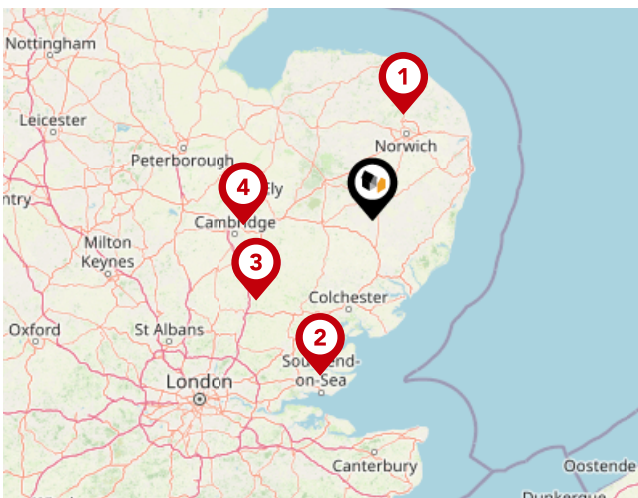 Nottingham
1
Leicester
Norwich
Peterborough
4
Ely
ntry
Cambridge
Milton
Keynes
3
Colchester
Oxford
St Albans
2
Southend-
on-Sea
London
Canterbury
Oostende
Dunkerque